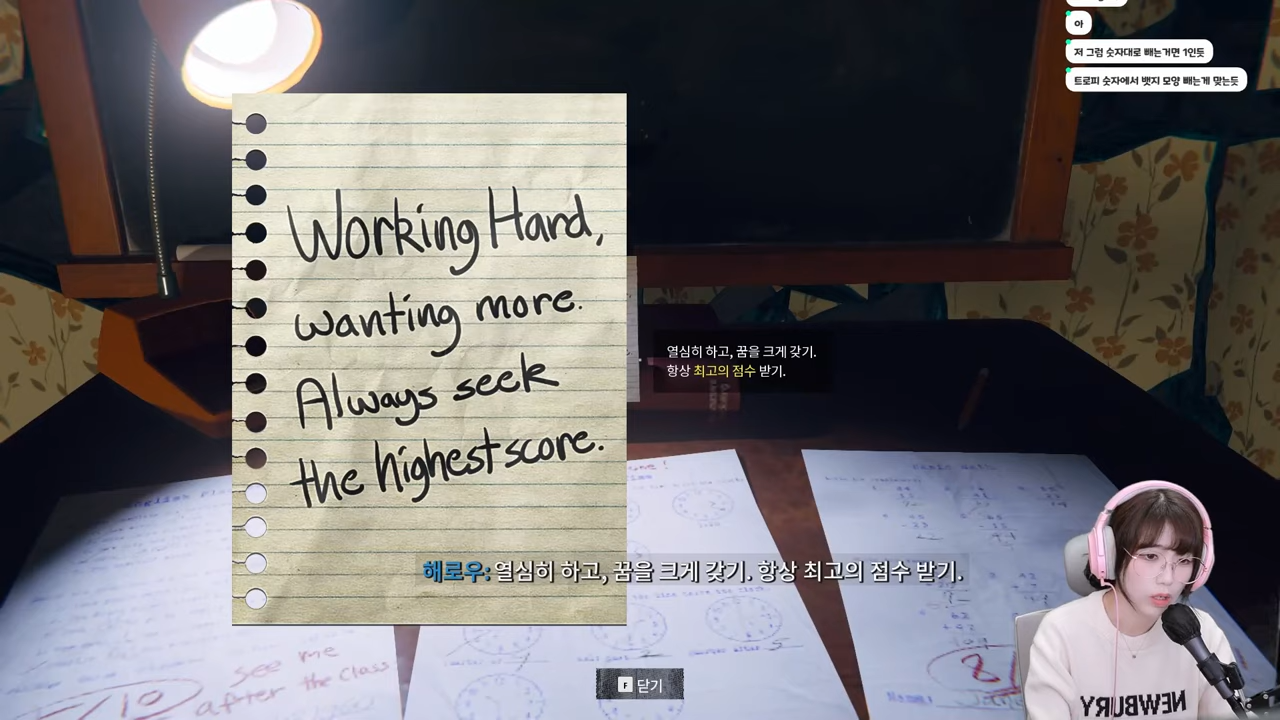 아
저 그럼 숫자대로 빼는거면 1인듯
트로피 숫자에서 뱃지 모양 빼는게 맞는듯
Working Hard,
wanting more.
Always seek
the highest score.
열심히 하고, 꿈을 크게 갖기.
항상 최고의 점수 받기.
해로우: 열심히 하고, 꿈을 크게 갖기. 항상 최고의 점수 받기.
see me
after the class
F 닫기
NEWBURY